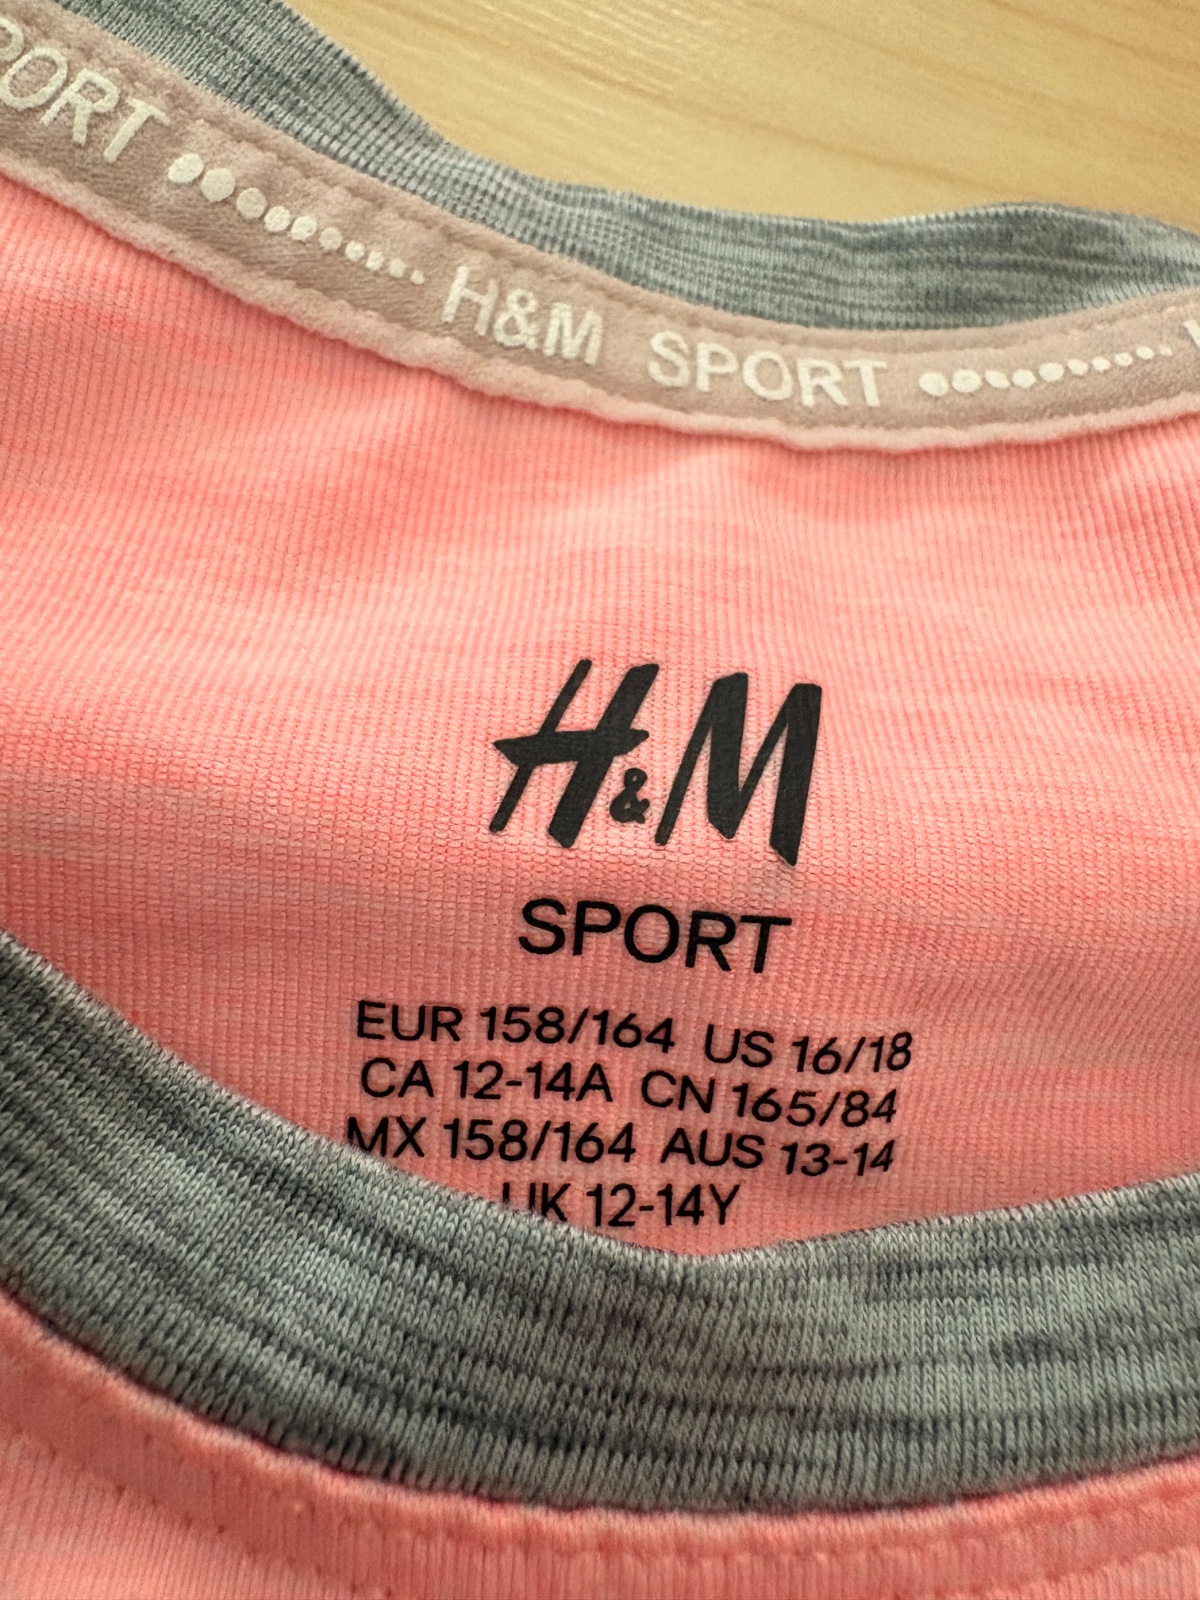 PORT •••••••••• H&M SPORT ••••••••••
H&M
SPORT
EUR 158/164 US 16/18
CA 12-14A CN 165/84
MX 158/164 AUS 13-14
UK 12-14Y